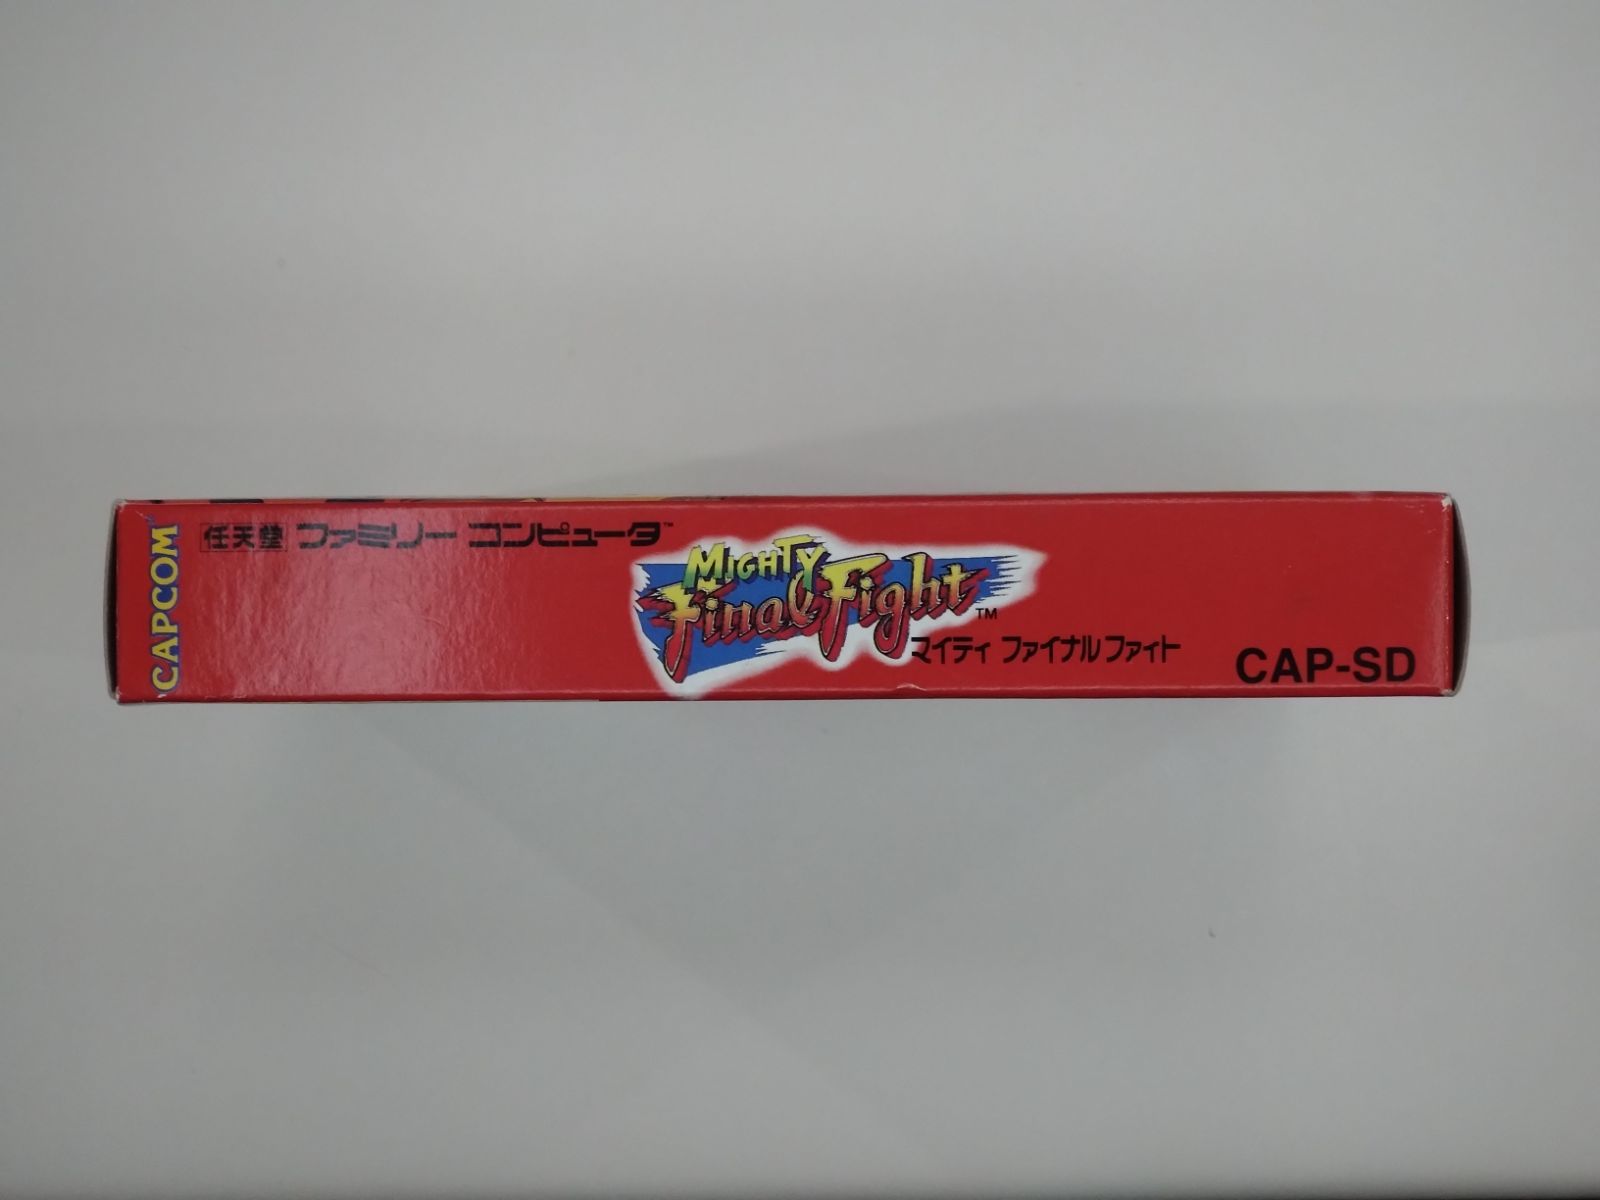 CAPCOM
任天堂 ファミリー コンピュータ™
MIGHTY
Final Fight™
マイティ ファイナルファイト
CAP-SD